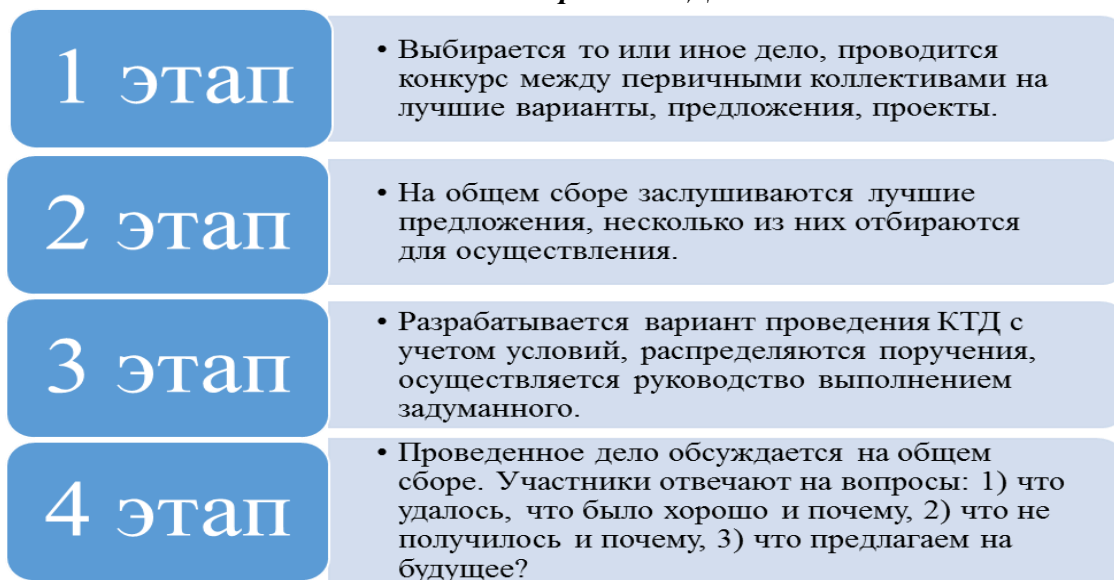 1 этап
• Выбирается то или иное дело, проводится
конкурс между первичными коллективами на
лучшие варианты, предложения, проекты.
2 этап
• На общем сборе заслушиваются лучшие
предложения, несколько из них отбираются
для осуществления.
3 этап
• Разрабатывается вариант проведения КТД с
учетом условий, распределяются поручения,
осуществляется руководство выполнением
задуманного.
4 этап
• Проведенное дело обсуждается на общем
сборе. Участники отвечают на вопросы: 1) что
удалось, что было хорошо и почему, 2) что не
получилось и почему, 3) что предлагаем на
будущее?